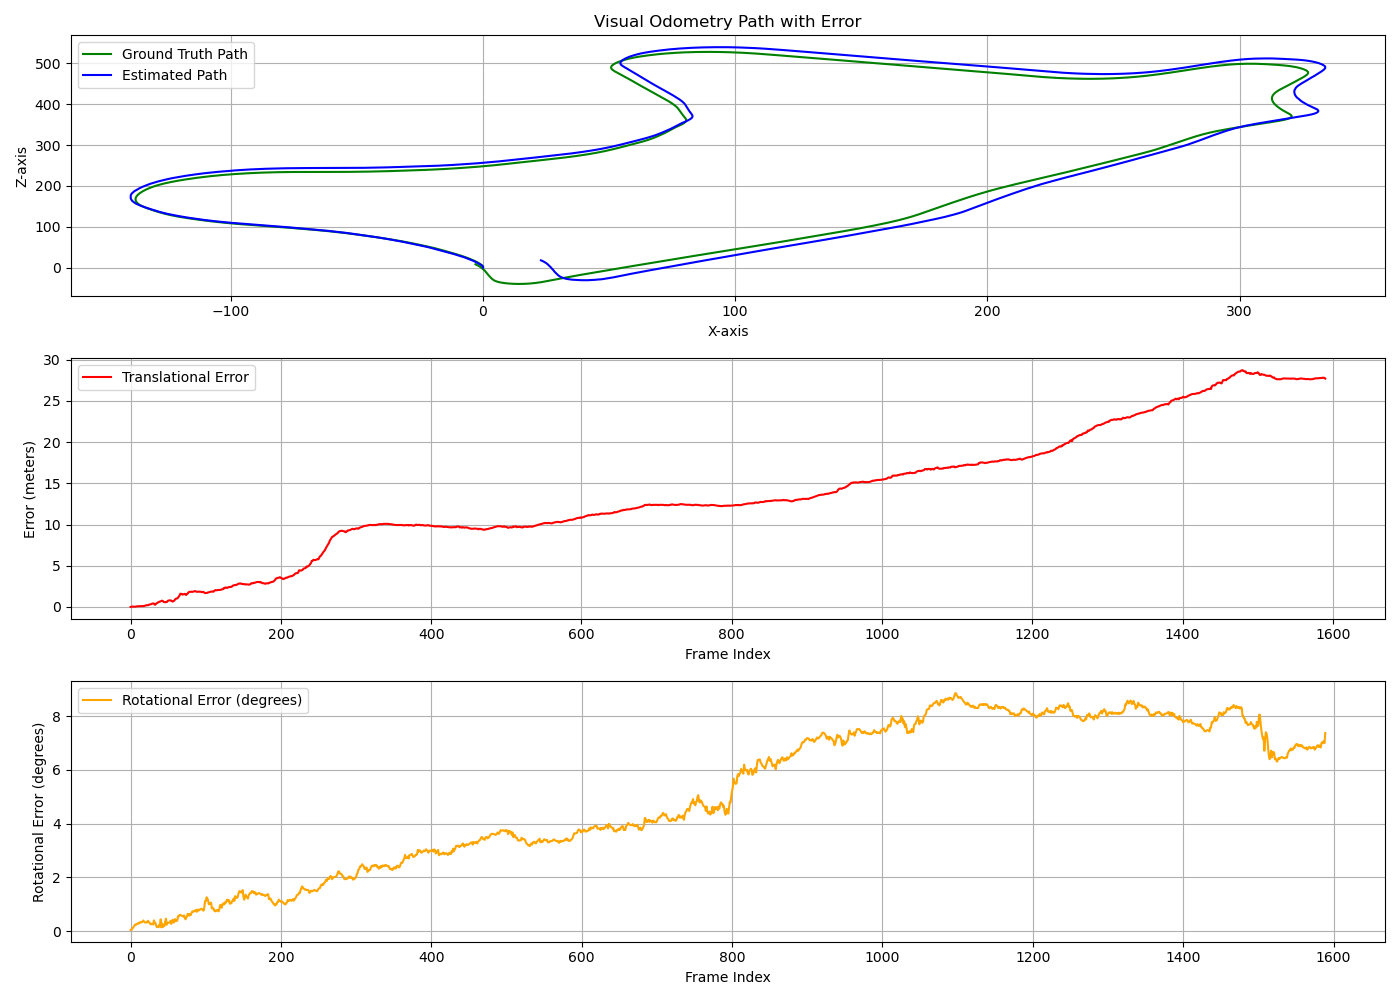 Visual Odometry Path with Error
Ground Truth Path
Estimated Path
Z-axis
500
400
300
200
100
0
−100 0 100 200 300
X-axis
Translational Error
Error (meters)
30
25
20
15
10
5
0
0 200 400 600 800 1000 1200 1400 1600
Frame Index
Rotational Error (degrees)
Rotational Error (degrees)
8
6
4
2
0
0 200 400 600 800 1000 1200 1400 1600
Frame Index